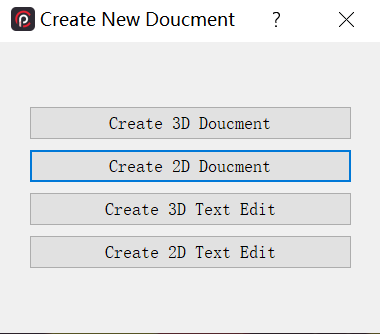 Create New Doucment
Create 3D Doucment
Create 2D Doucment
Create 3D Text Edit
Create 2D Text Edit